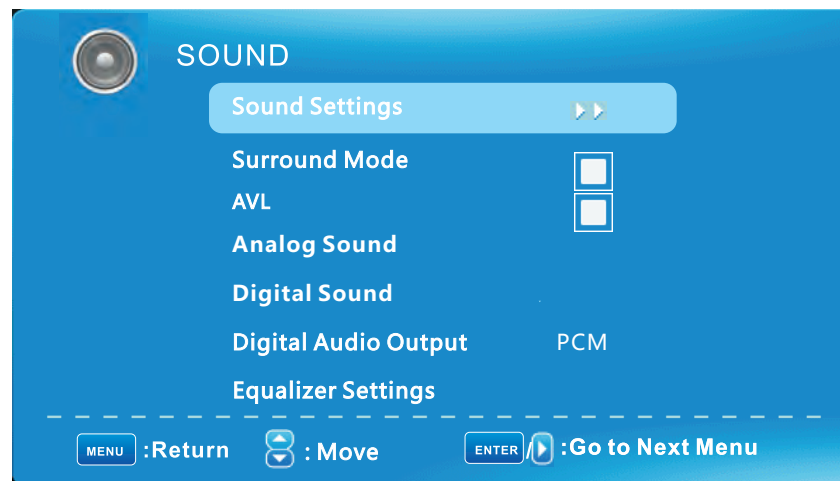 SOUND
Sound Settings
Surround Mode
AVL
Analog Sound
Digital Sound
Digital Audio Output PCM
Equalizer Settings
MENU :Return : Move ENTER / :Go to Next Menu